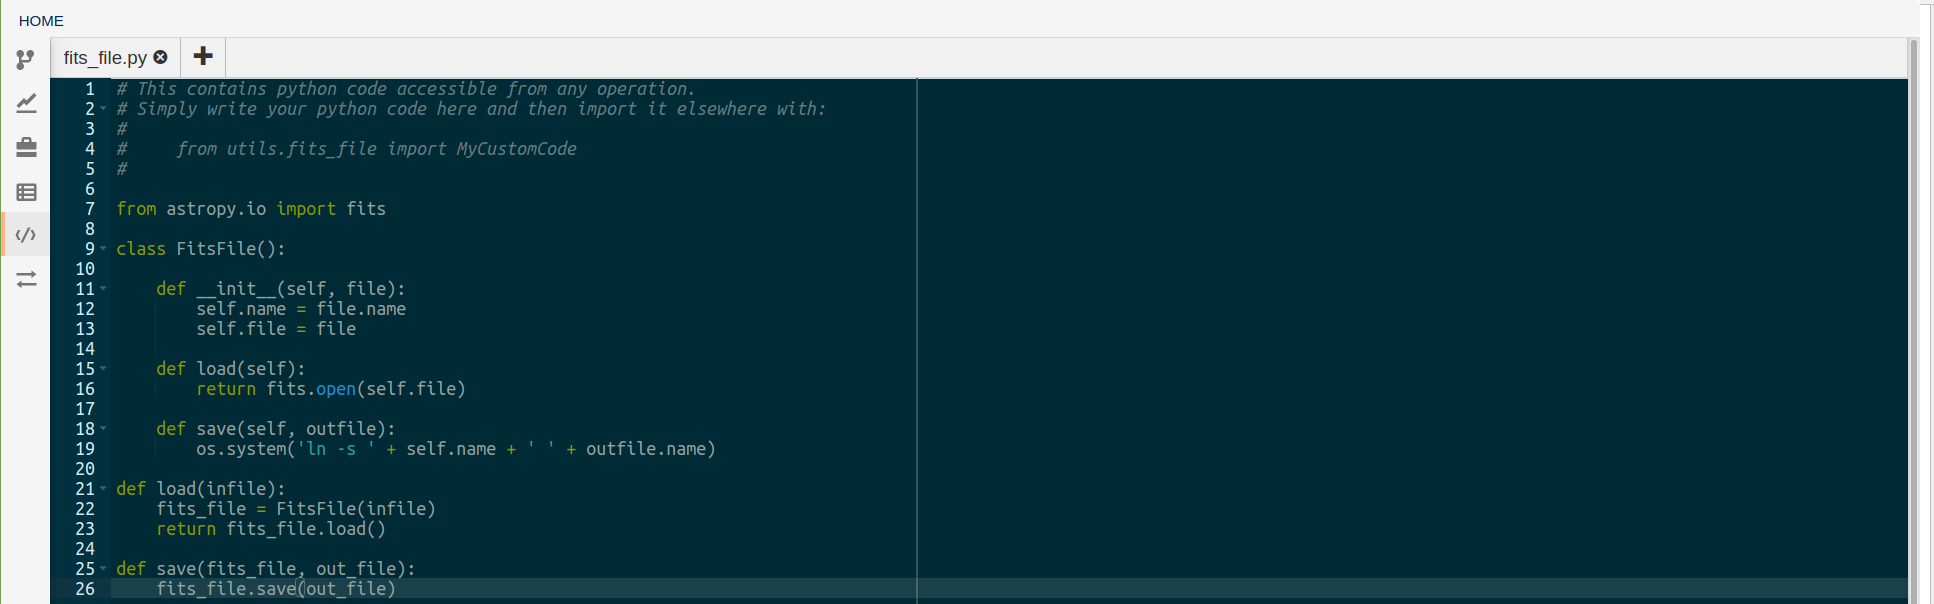 HOME
fits_file.py
1 # This contains python code accessible from any operation.
2 # Simply write your python code here and then import it elsewhere with:
3 #
4 #     from utils.fits_file import MyCustomCode
5 #
6
7 from astropy.io import fits
8
9 class FitsFile():
10
11     def __init__(self, file):
12         self.name = file.name
13         self.file = file
14
15     def load(self):
16         return fits.open(self.file)
17
18     def save(self, outfile):
19         os.system('ln -s ' + self.name + ' ' + outfile.name)
20
21 def load(infile):
22     fits_file = FitsFile(infile)
23     return fits_file.load()
24
25 def save(fits_file, out_file):
26     fits_file.save(out_file)